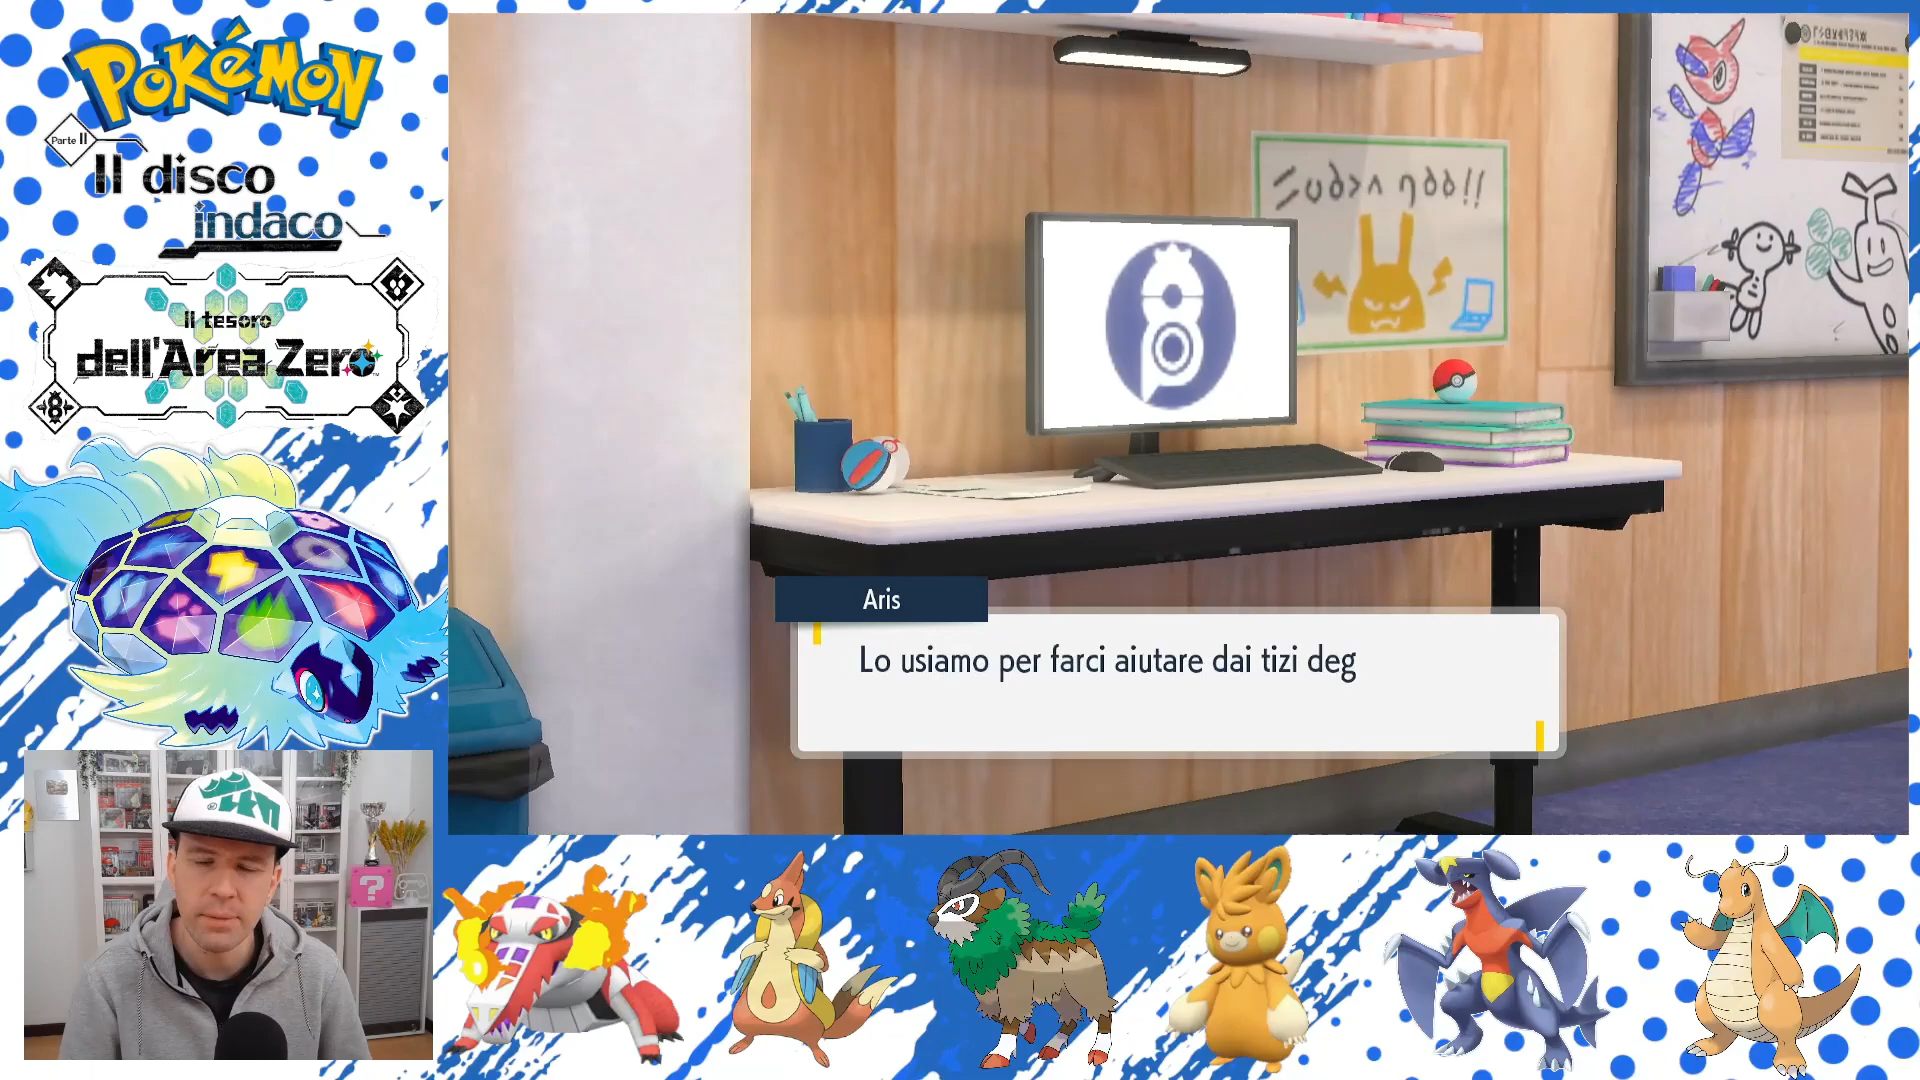 POKÉMON
Parte II
Il disco
indaco
Il tesoro
dell'Area Zero
Aris
Lo usiamo per farci aiutare dai tizi deg